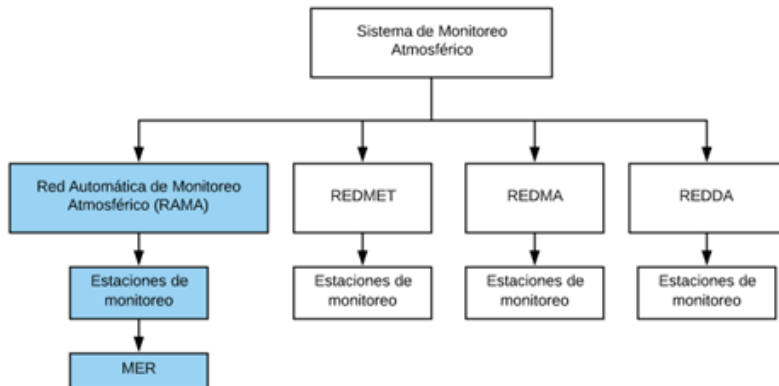 Sistema de Monitoreo
Atmosférico
Red Automática de Monitoreo
Atmosférico (RAMA)
REDMET
REDMA
REDDA
Estaciones de
monitoreo
Estaciones de
monitoreo
Estaciones de
monitoreo
Estaciones de
monitoreo
MER